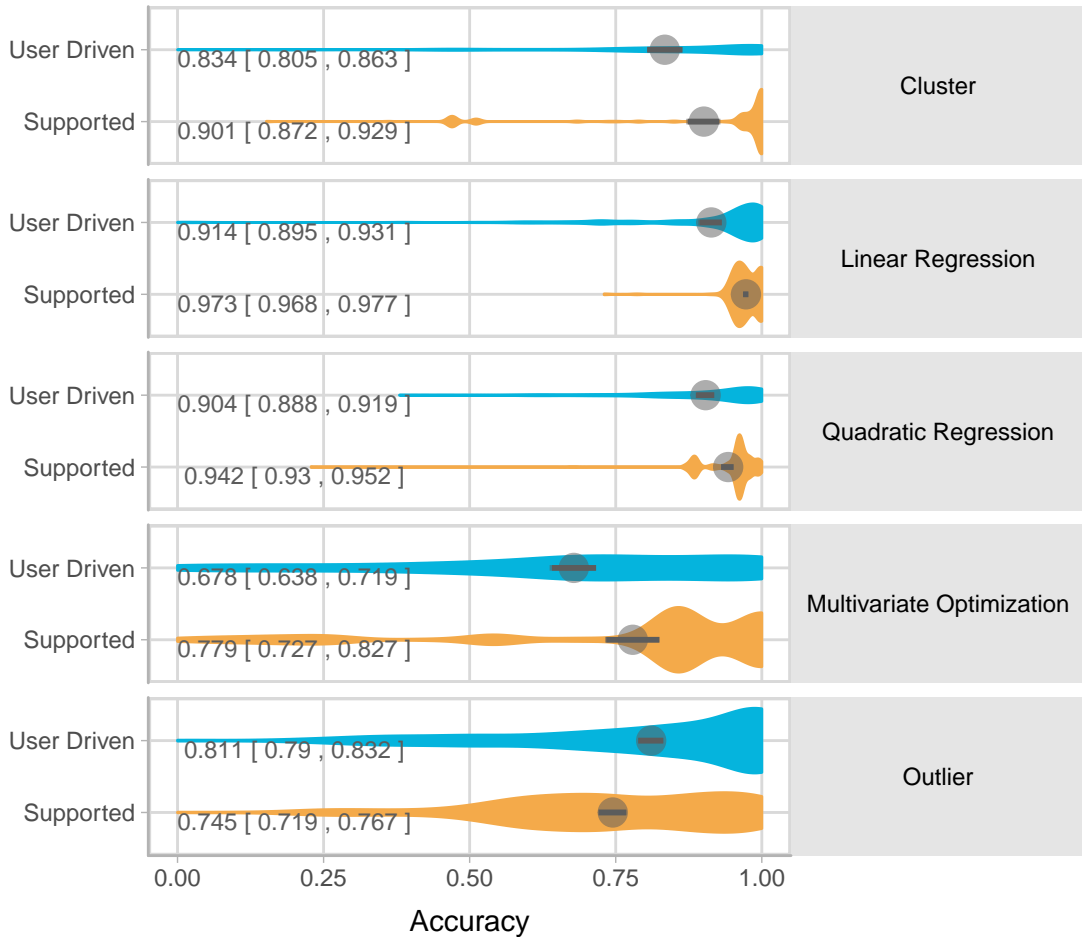 User Driven
0.834 [ 0.805 , 0.863 ]
Supported
0.901 [ 0.872 , 0.929 ]
Cluster
User Driven
0.914 [ 0.895 , 0.931 ]
Supported
0.973 [ 0.968 , 0.977 ]
Linear Regression
User Driven
0.904 [ 0.888 , 0.919 ]
Supported
0.942 [ 0.93 , 0.952 ]
Quadratic Regression
User Driven
0.678 [ 0.638 , 0.719 ]
Supported
0.779 [ 0.727 , 0.827 ]
Multivariate Optimization
User Driven
0.811 [ 0.79 , 0.832 ]
Supported
0.745 [ 0.719 , 0.767 ]
Outlier
0.00 0.25 0.50 0.75 1.00
Accuracy